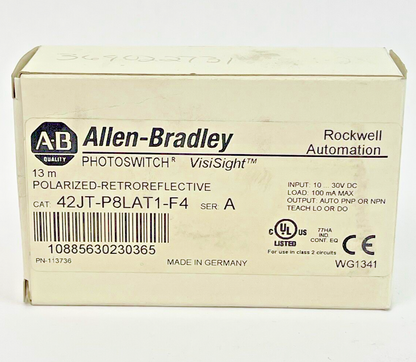 A-B
QUALITY
Allen-Bradley
PHOTOSWITCH® VisiSight™
Rockwell
Automation
13 m
POLARIZED-RETROREFLECTIVE
CAT: 42JT-P8LAT1-F4 SER: A
INPUT: 10 ... 30V DC
LOAD: 100 mA MAX
OUTPUT: AUTO PNP OR NPN
TEACH LO OR DO
10885630230365
PN-113736
MADE IN GERMANY
C UL US
LISTED
77HA
IND.
CONT. EQ
For use in class 2 circuits
WG1341